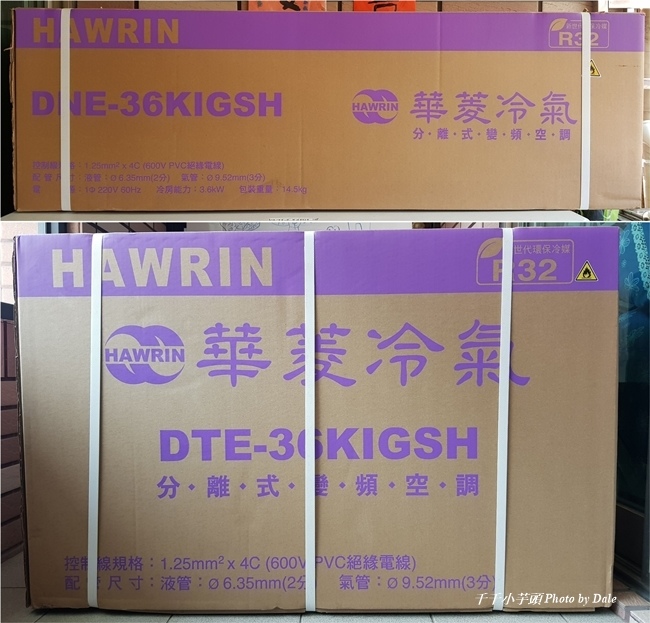 HAWRIN
R32
DNE-36KIGSH
HAWRIN 華菱冷氣
分·離·式·變·頻·空·調
控制線規格：1.25mm² x 4C (600V PVC絕緣電線)
配管尺寸：液管：Ø 6.35mm(2分) 氣管：Ø 9.52mm(3分)
1Ø 220V 60Hz 冷房能力：3.6kW 包裝重量：14.5kg
HAWRIN
世代環保冷媒
R32
HAWRIN 華菱冷氣
DTE-36KIGSH
分·離·式·變·頻·空·調
控制線規格：1.25mm² x 4C (600V PVC絕緣電線)
配管尺寸：液管：Ø 6.35mm(2分 氣管：Ø 9.52mm(3分)
千千小芋頭 Photo by Dale